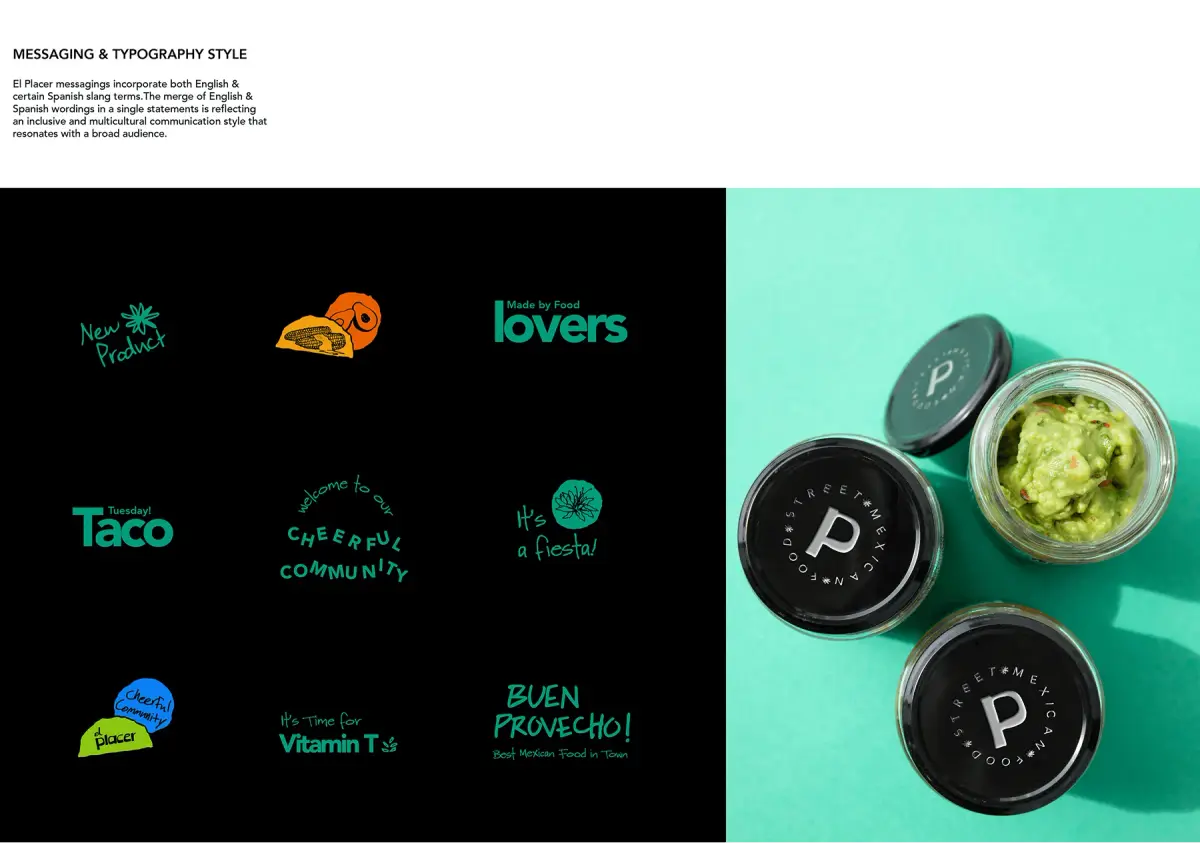 MESSAGING & TYPOGRAPHY STYLE
El Placer messagings incorporate both English &
certain Spanish slang terms.The merge of English &
Spanish wordings in a single statements is reflecting
an inclusive and multicultural communication style that
resonates with a broad audience.
New
Product
Made by Food
lovers
Tuesday!
Taco
welcome to our
CHEERFUL
COMMUNITY
It's
a fiesta!
Cheerful
Community
el
placer
It's Time for
Vitamin T
BUEN
PROVECHO!
Best Mexican Food in Town
P
STREET*MEXICAN*FOOD*
P
STREET*MEXICAN*FOOD*
P